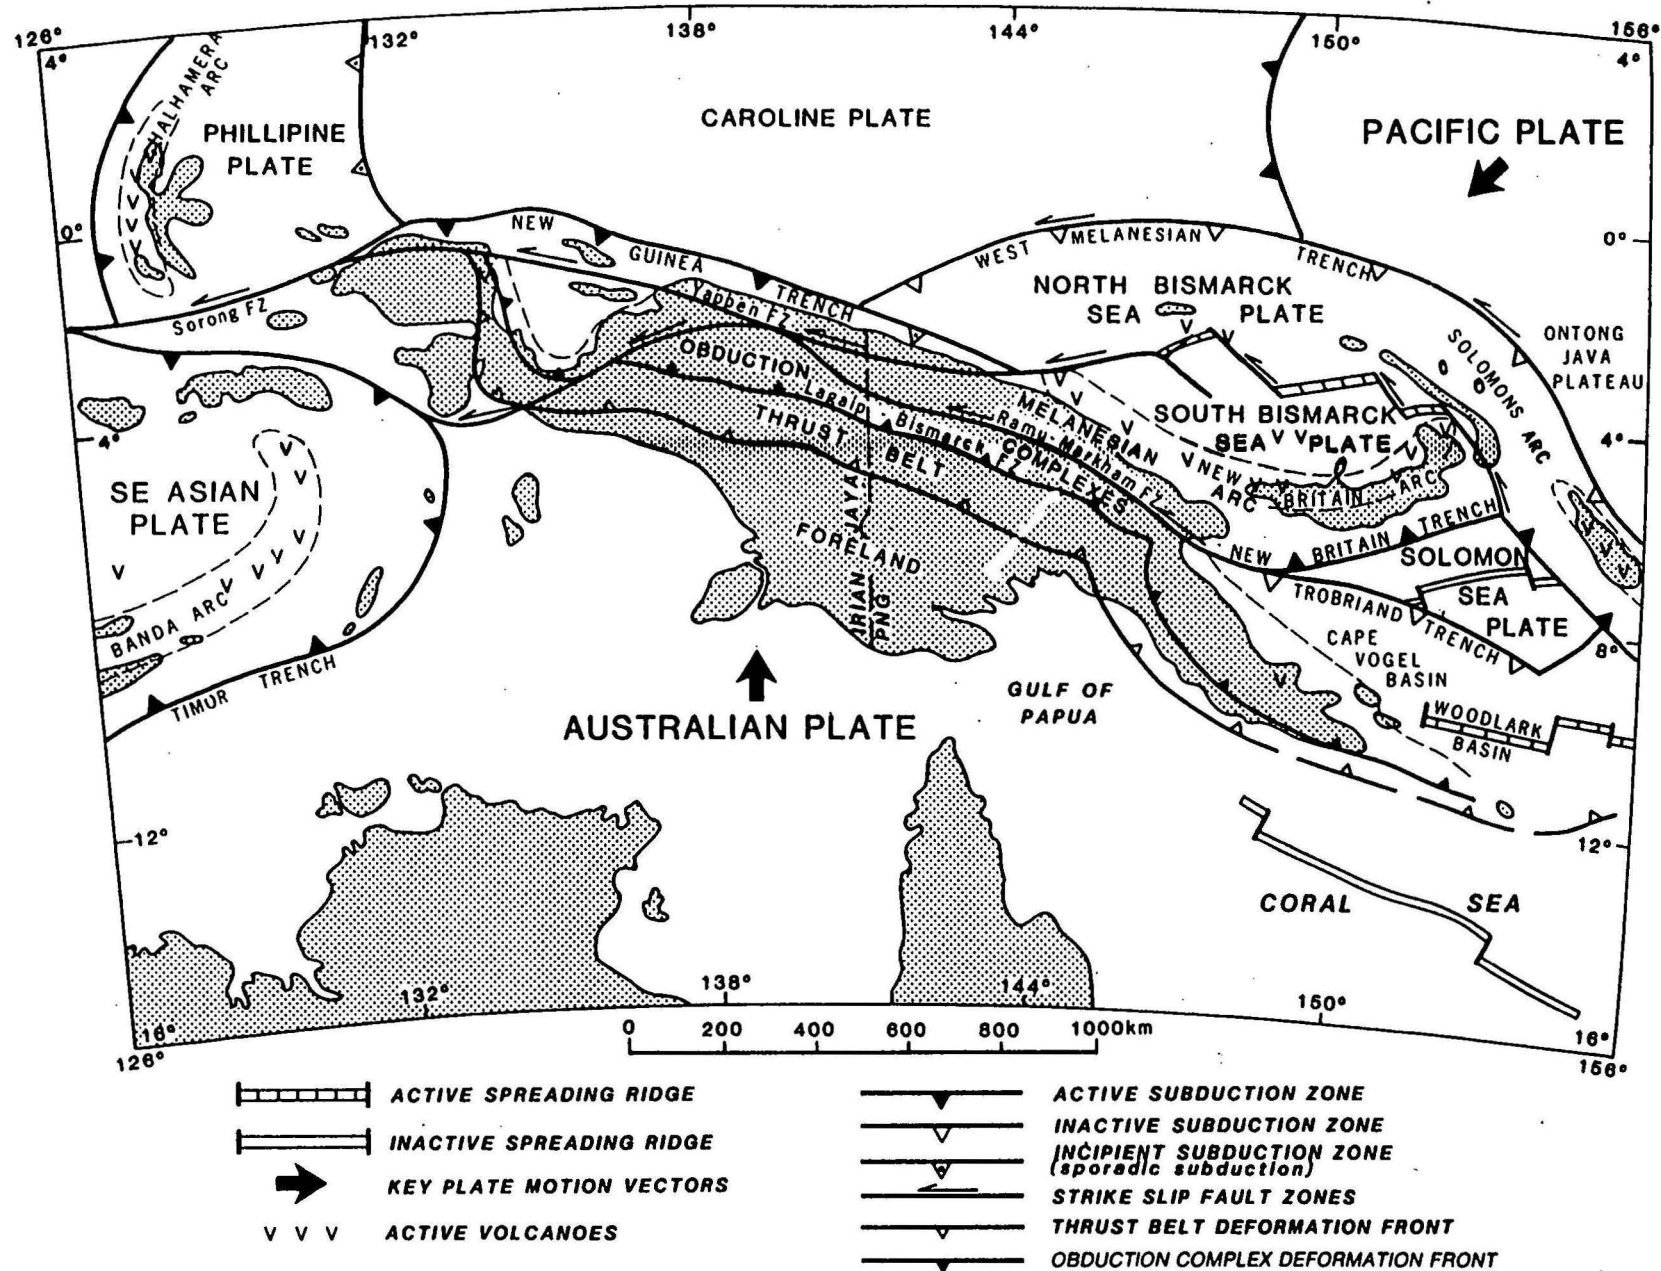 126°
132°
138°
144°
150°
156°
4°
4°
HALHAMERA
ARC
PHILLIPINE
PLATE
CAROLINE PLATE
PACIFIC PLATE
0°
0°
NEW GUINEA TRENCH
WEST MELANESIAN TRENCH
NORTH BISMARCK
SEA PLATE
Sorong FZ
Yapen FZ
SOLOMONS ARC
ONTONG
JAVA
PLATEAU
OBDUCTION COMPLEXES
Lagaip - Bismarck FZ
Ramu-Markham FZ
MELANESIAN
ARC
SOUTH BISMARCK
SEA PLATE
THRUST BELT
NEW BRITAIN ARC
4°
4°
SE ASIAN
PLATE
FORELAND
IRIAN JAYA
PNG
NEW BRITAIN TRENCH
SOLOMON
SEA
PLATE
TROBRIAND TRENCH
BANDA ARC
CAPE
VOGEL
BASIN
8°
TIMUR TRENCH
GULF OF
PAPUA
AUSTRALIAN PLATE
WOODLARK
BASIN
12°
12°
CORAL SEA
132°
138°
144°
150°
16°
126°
16°
156°
0 200 400 600 800 1000km
ACTIVE SPREADING RIDGE
INACTIVE SPREADING RIDGE
KEY PLATE MOTION VECTORS
V V V ACTIVE VOLCANOES
ACTIVE SUBDUCTION ZONE
INACTIVE SUBDUCTION ZONE
INCIPIENT SUBDUCTION ZONE
(sporadic subduction)
STRIKE SLIP FAULT ZONES
THRUST BELT DEFORMATION FRONT
OBDUCTION COMPLEX DEFORMATION FRONT